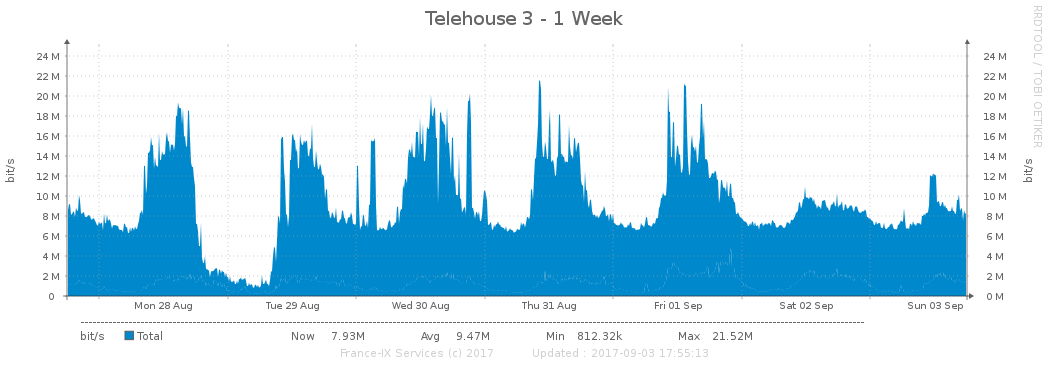 Telehouse 3 - 1 Week
RRDTOOL / TOBI OETIKER
bit/s
24 M
22 M
20 M
18 M
16 M
14 M
12 M
10 M
8 M
6 M
4 M
2 M
0
24 M
22 M
20 M
18 M
16 M
14 M
12 M
10 M
8 M
6 M
4 M
2 M
0 M
bit/s
Mon 28 Aug Tue 29 Aug Wed 30 Aug Thu 31 Aug Fri 01 Sep Sat 02 Sep Sun 03 Sep
bit/s Total Now 7.93M Avg 9.47M Min 812.32k Max 21.52M
France-IX Services (c) 2017 Updated : 2017-09-03 17:55:13